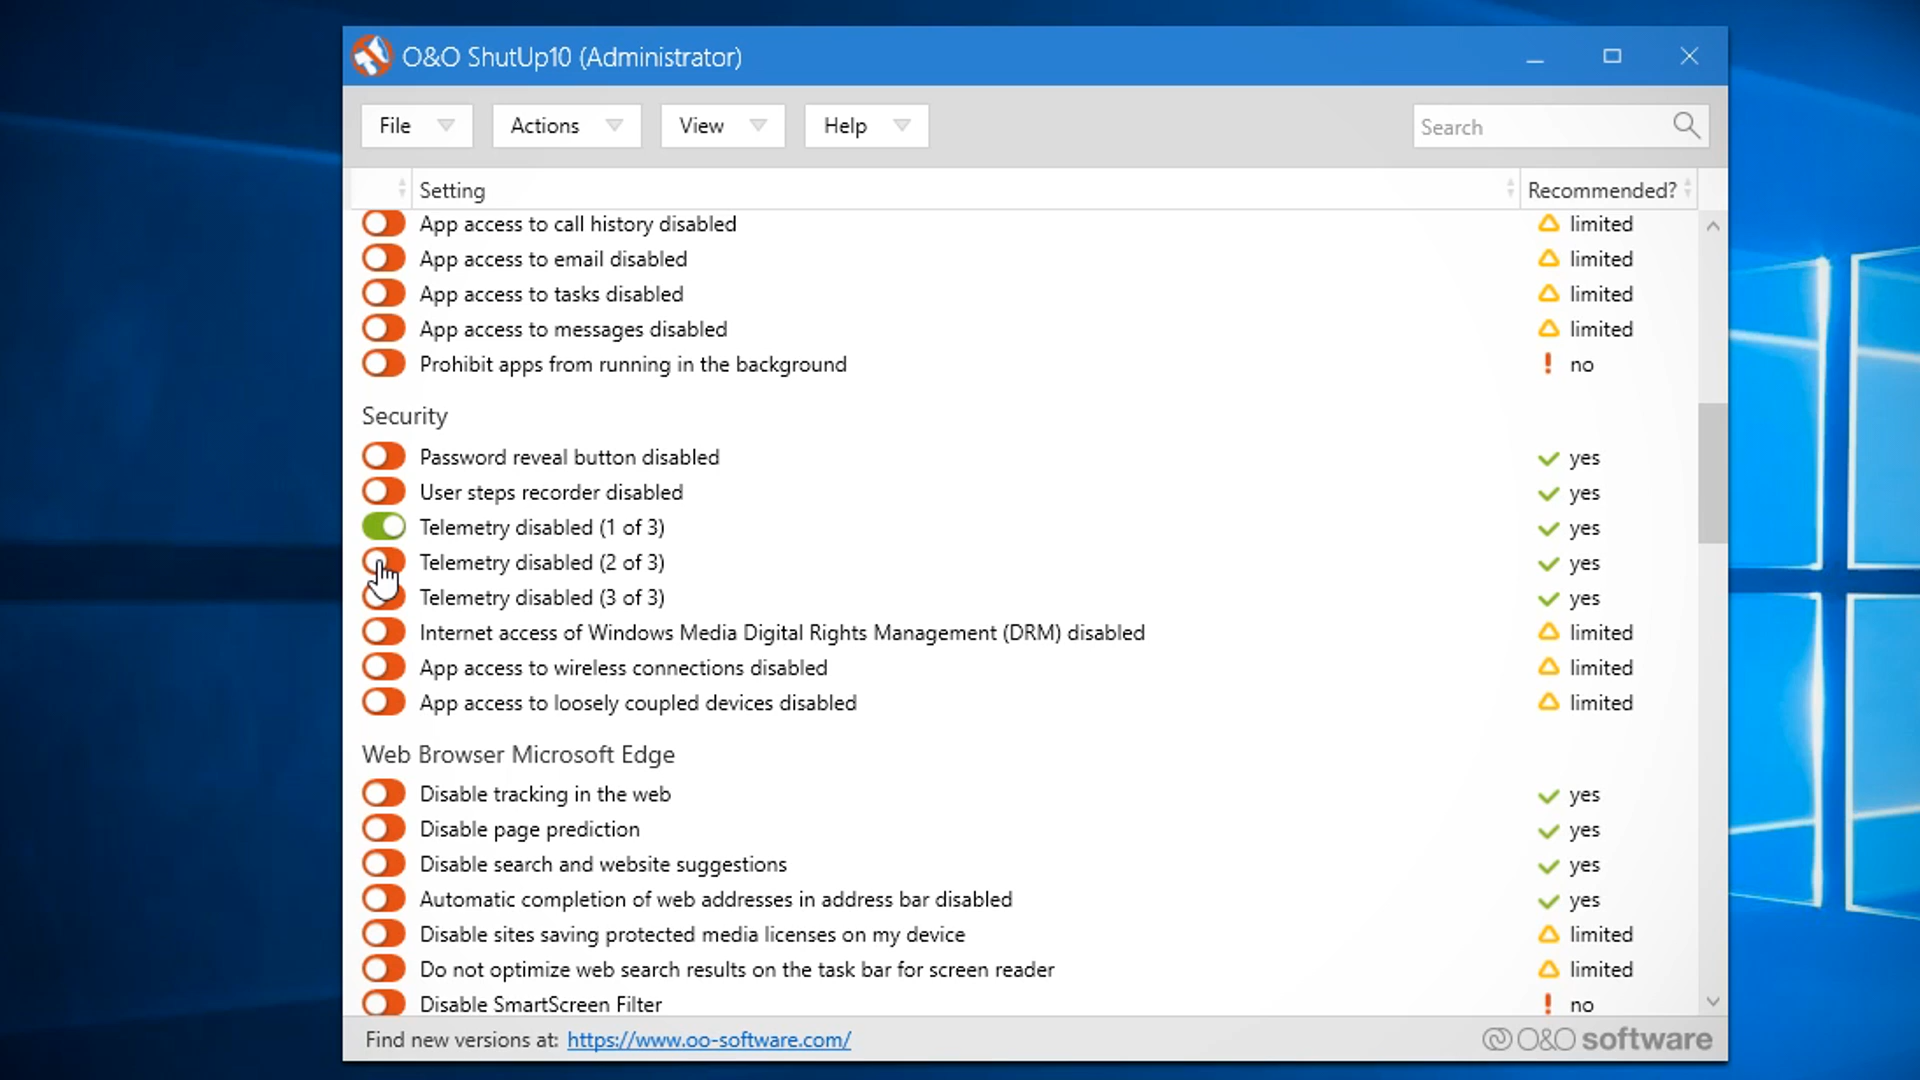 O&O ShutUp10 (Administrator)
File Actions View Help Search
Setting Recommended?
App access to call history disabled limited
App access to email disabled limited
App access to tasks disabled limited
App access to messages disabled limited
Prohibit apps from running in the background no
Security
Password reveal button disabled yes
User steps recorder disabled yes
Telemetry disabled (1 of 3) yes
Telemetry disabled (2 of 3) yes
Telemetry disabled (3 of 3) yes
Internet access of Windows Media Digital Rights Management (DRM) disabled limited
App access to wireless connections disabled limited
App access to loosely coupled devices disabled limited
Web Browser Microsoft Edge
Disable tracking in the web yes
Disable page prediction yes
Disable search and website suggestions yes
Automatic completion of web addresses in address bar disabled yes
Disable sites saving protected media licenses on my device limited
Do not optimize web search results on the task bar for screen reader limited
Disable SmartScreen Filter no
Find new versions at: https://www.oo-software.com/ O&O software